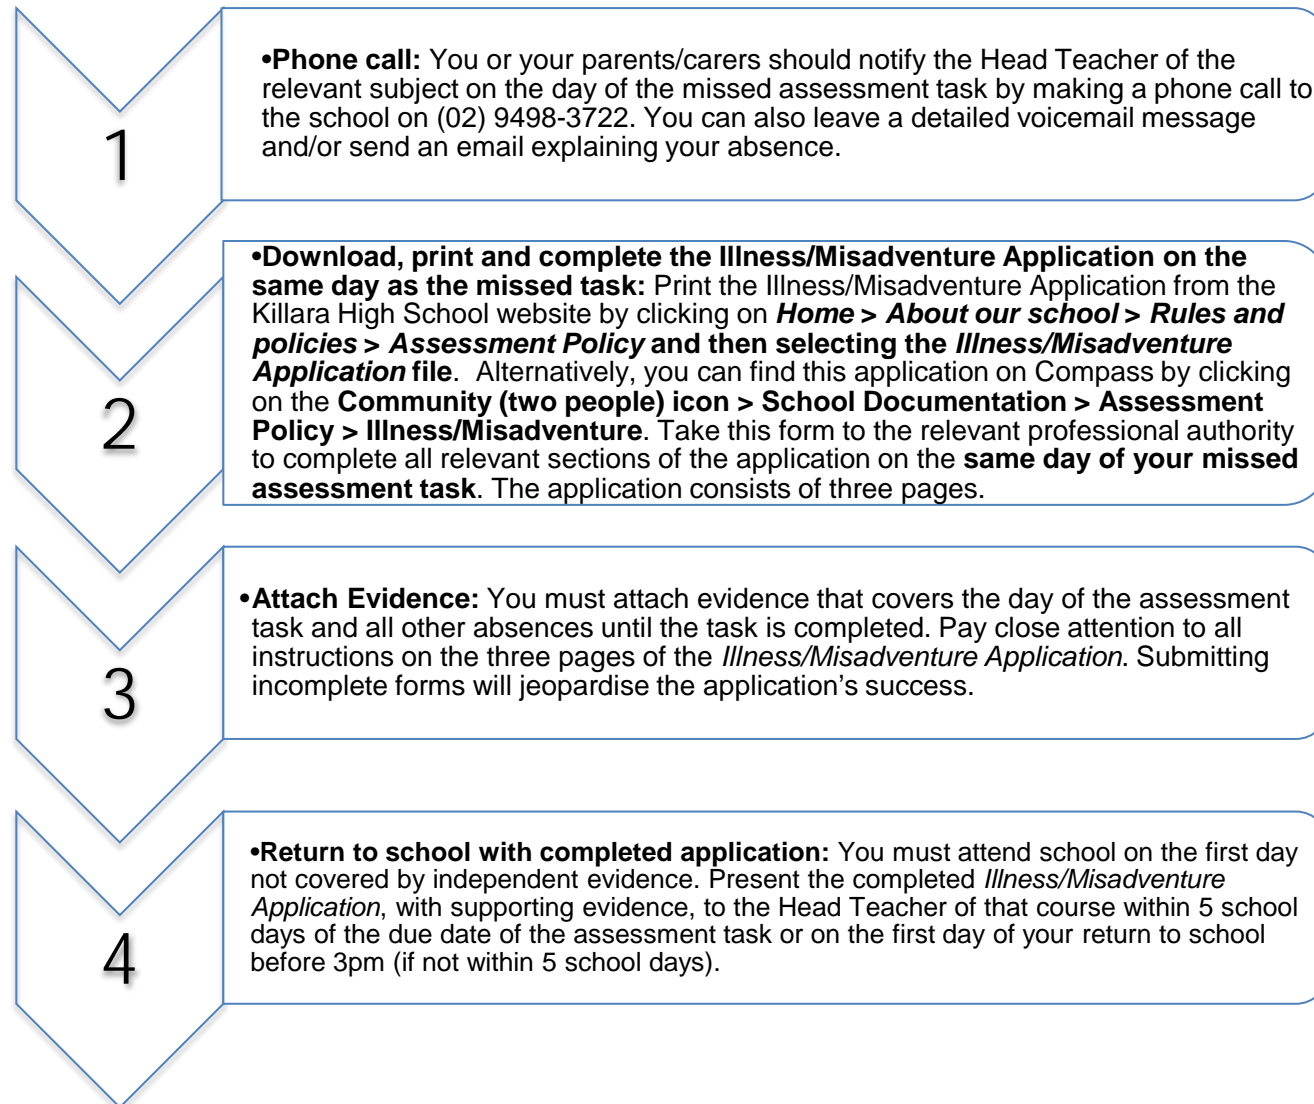 1
•Phone call: You or your parents/carers should notify the Head Teacher of the
relevant subject on the day of the missed assessment task by making a phone call to
the school on (02) 9498-3722. You can also leave a detailed voicemail message
and/or send an email explaining your absence.
2
•Download, print and complete the Illness/Misadventure Application on the
same day as the missed task: Print the Illness/Misadventure Application from the
Killara High School website by clicking on Home > About our school > Rules and
policies > Assessment Policy and then selecting the Illness/Misadventure
Application file. Alternatively, you can find this application on Compass by clicking
on the Community (two people) icon > School Documentation > Assessment
Policy > Illness/Misadventure. Take this form to the relevant professional authority
to complete all relevant sections of the application on the same day of your missed
assessment task. The application consists of three pages.
3
•Attach Evidence: You must attach evidence that covers the day of the assessment
task and all other absences until the task is completed. Pay close attention to all
instructions on the three pages of the Illness/Misadventure Application. Submitting
incomplete forms will jeopardise the application's success.
4
•Return to school with completed application: You must attend school on the first day
not covered by independent evidence. Present the completed Illness/Misadventure
Application, with supporting evidence, to the Head Teacher of that course within 5 school
days of the due date of the assessment task or on the first day of your return to school
before 3pm (if not within 5 school days).